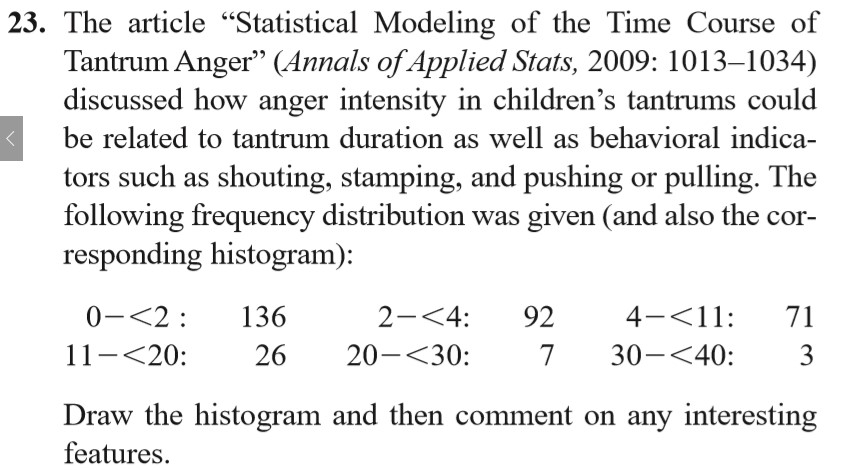 23. The article “Statistical Modeling of the Time Course of
Tantrum Anger” (Annals of Applied Stats, 2009: 1013–1034)
discussed how anger intensity in children’s tantrums could
be related to tantrum duration as well as behavioral indica-
tors such as shouting, stamping, and pushing or pulling. The
following frequency distribution was given (and also the cor-
responding histogram):
0–<2 : 136 2–<4: 92 4–<11: 71
11–<20: 26 20–<30: 7 30–<40: 3
Draw the histogram and then comment on any interesting
features.